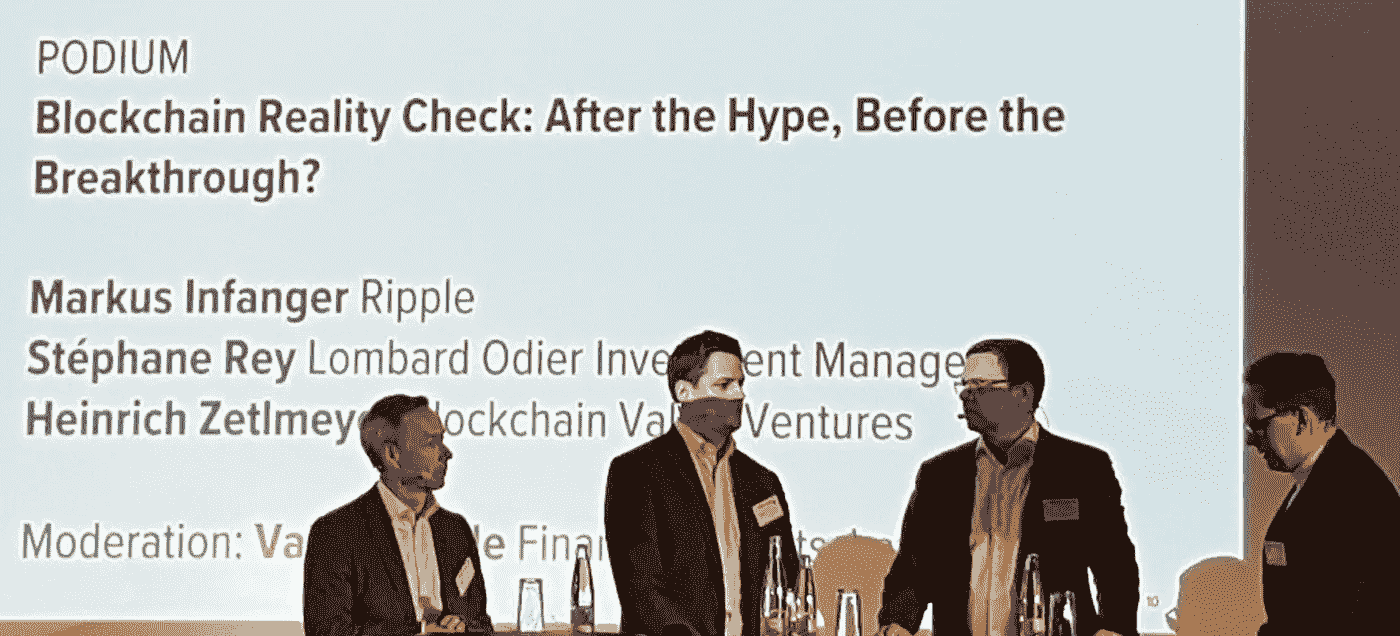 PODIUM
Blockchain Reality Check: After the Hype, Before the
Breakthrough?
Markus Infanger Ripple
Stéphane Rey Lombard Odier
Heinrich Ventures
Moderation:
10